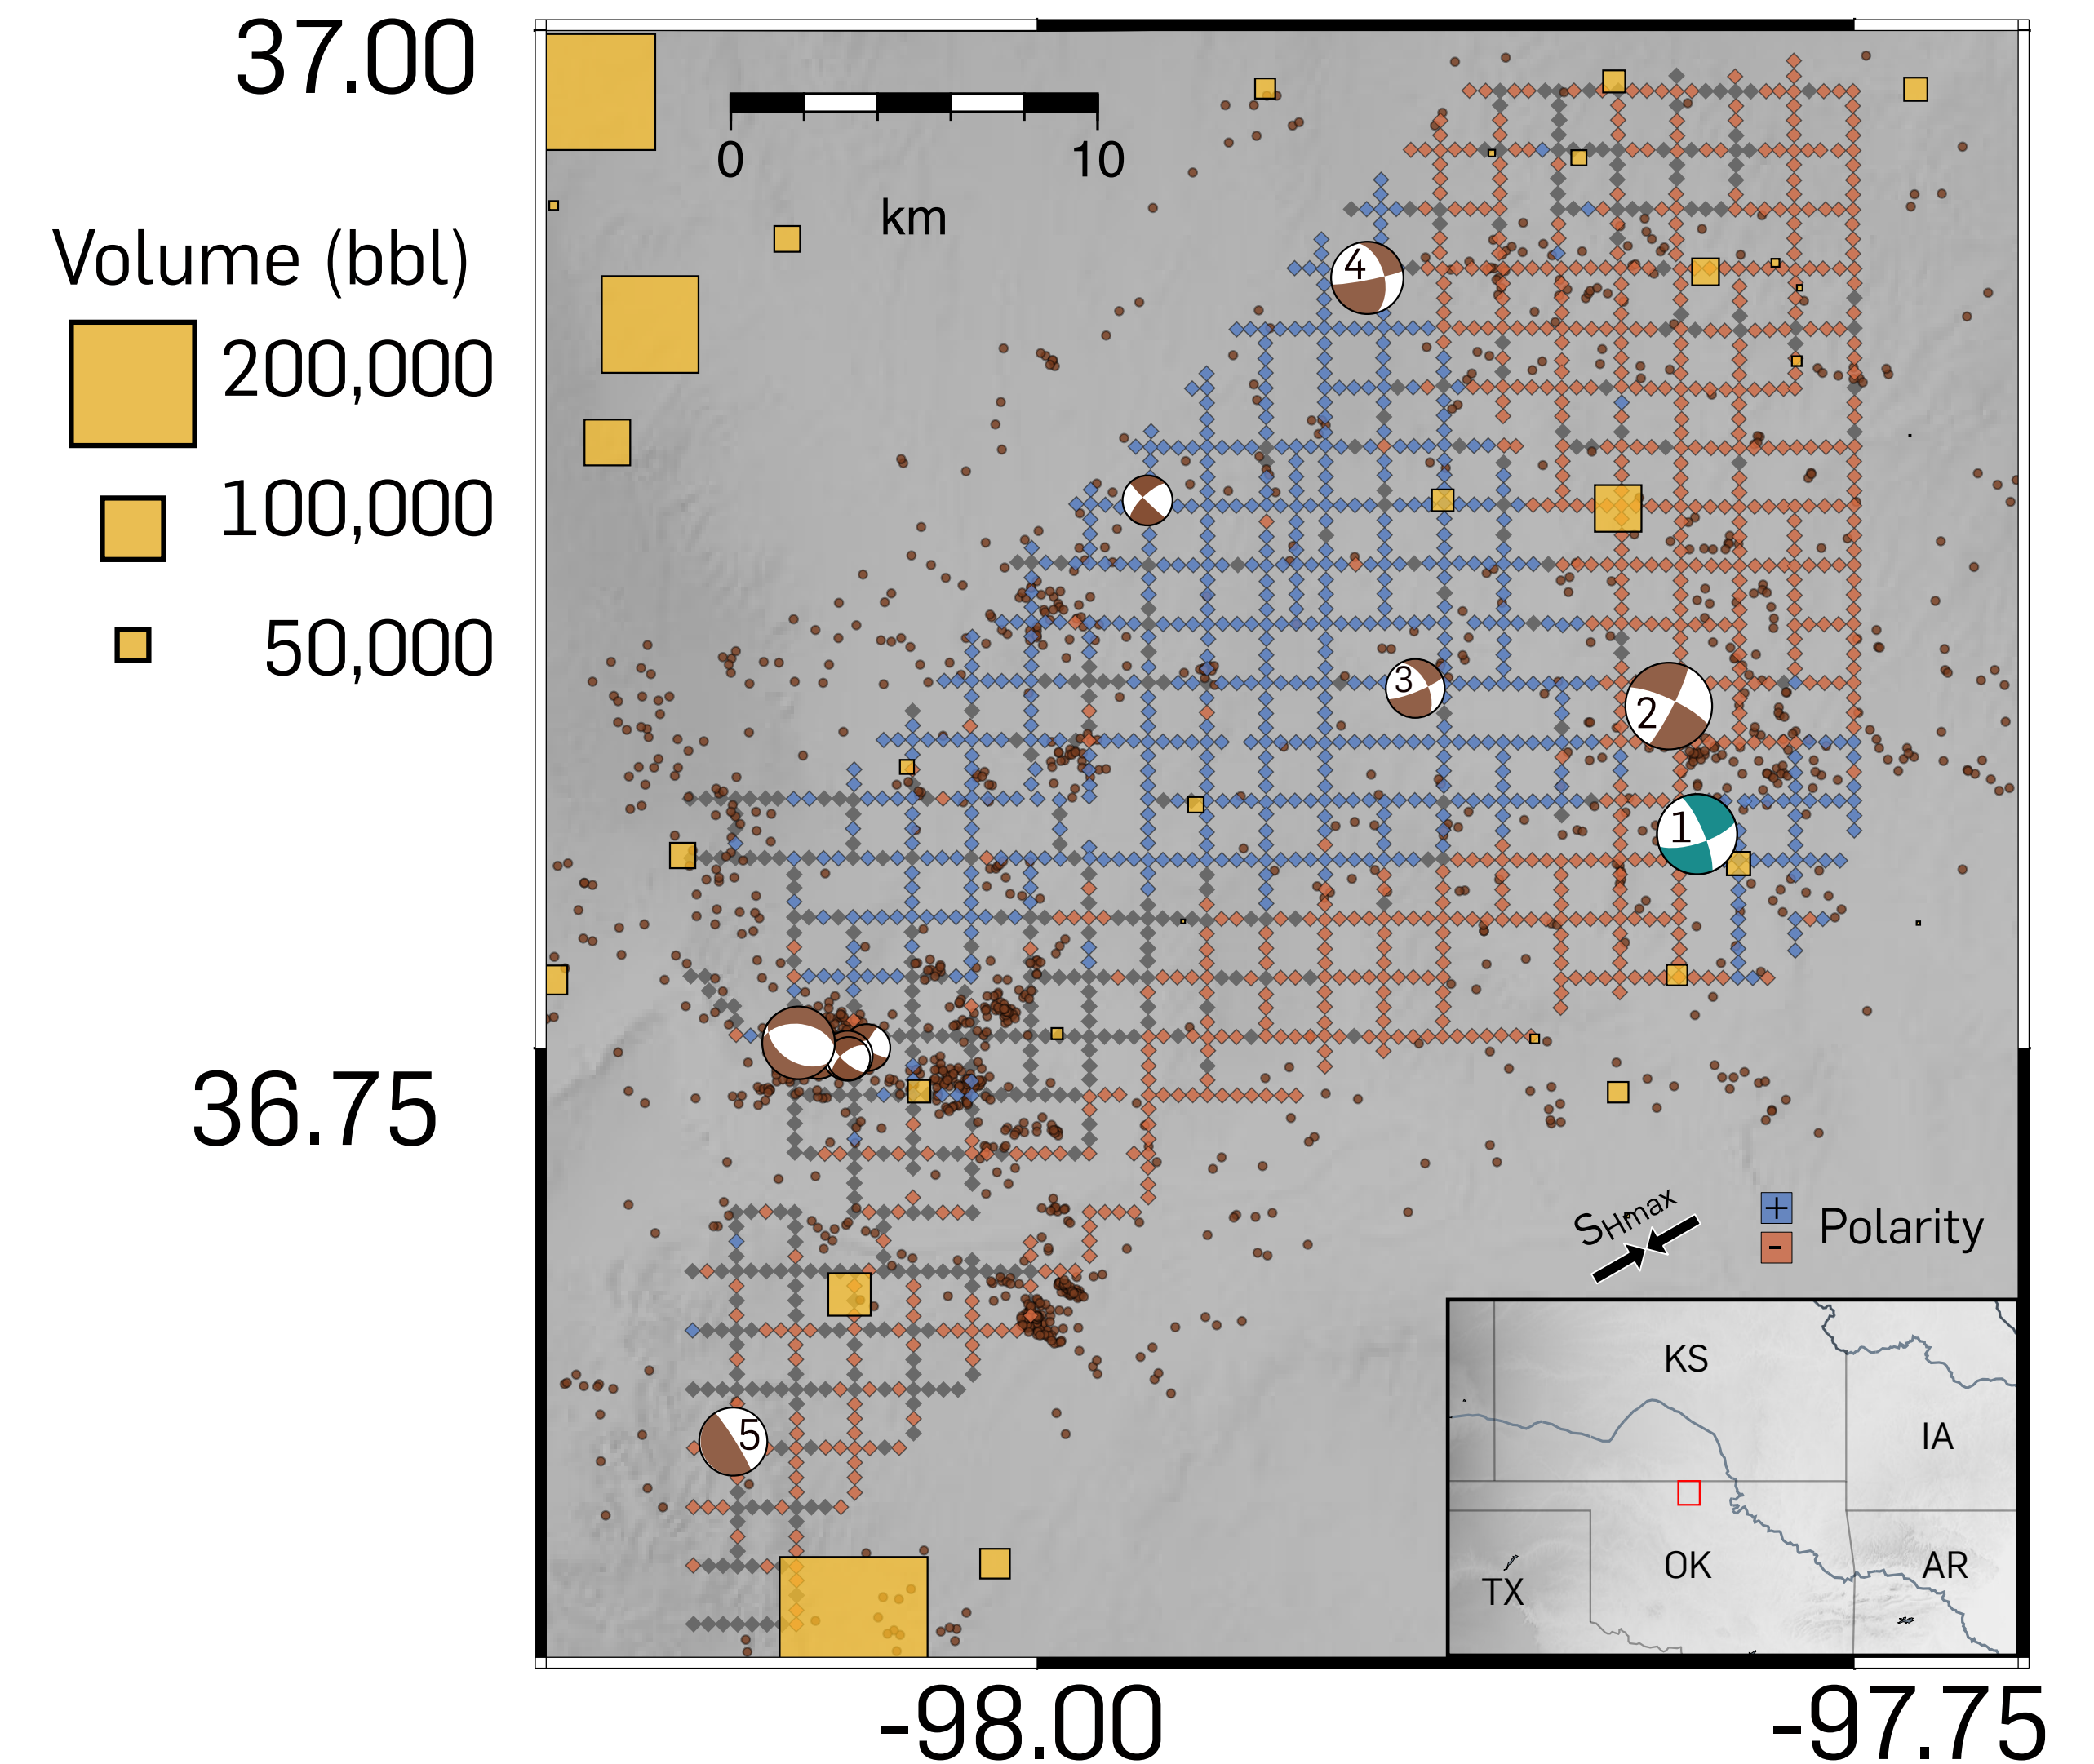 37.00
0
10
km
Volume (bbl)
200,000
100,000
50,000
4
3
2
1
36.75
SHmax
+
-
Polarity
5
KS
IA
OK
AR
TX
-98.00
-97.75